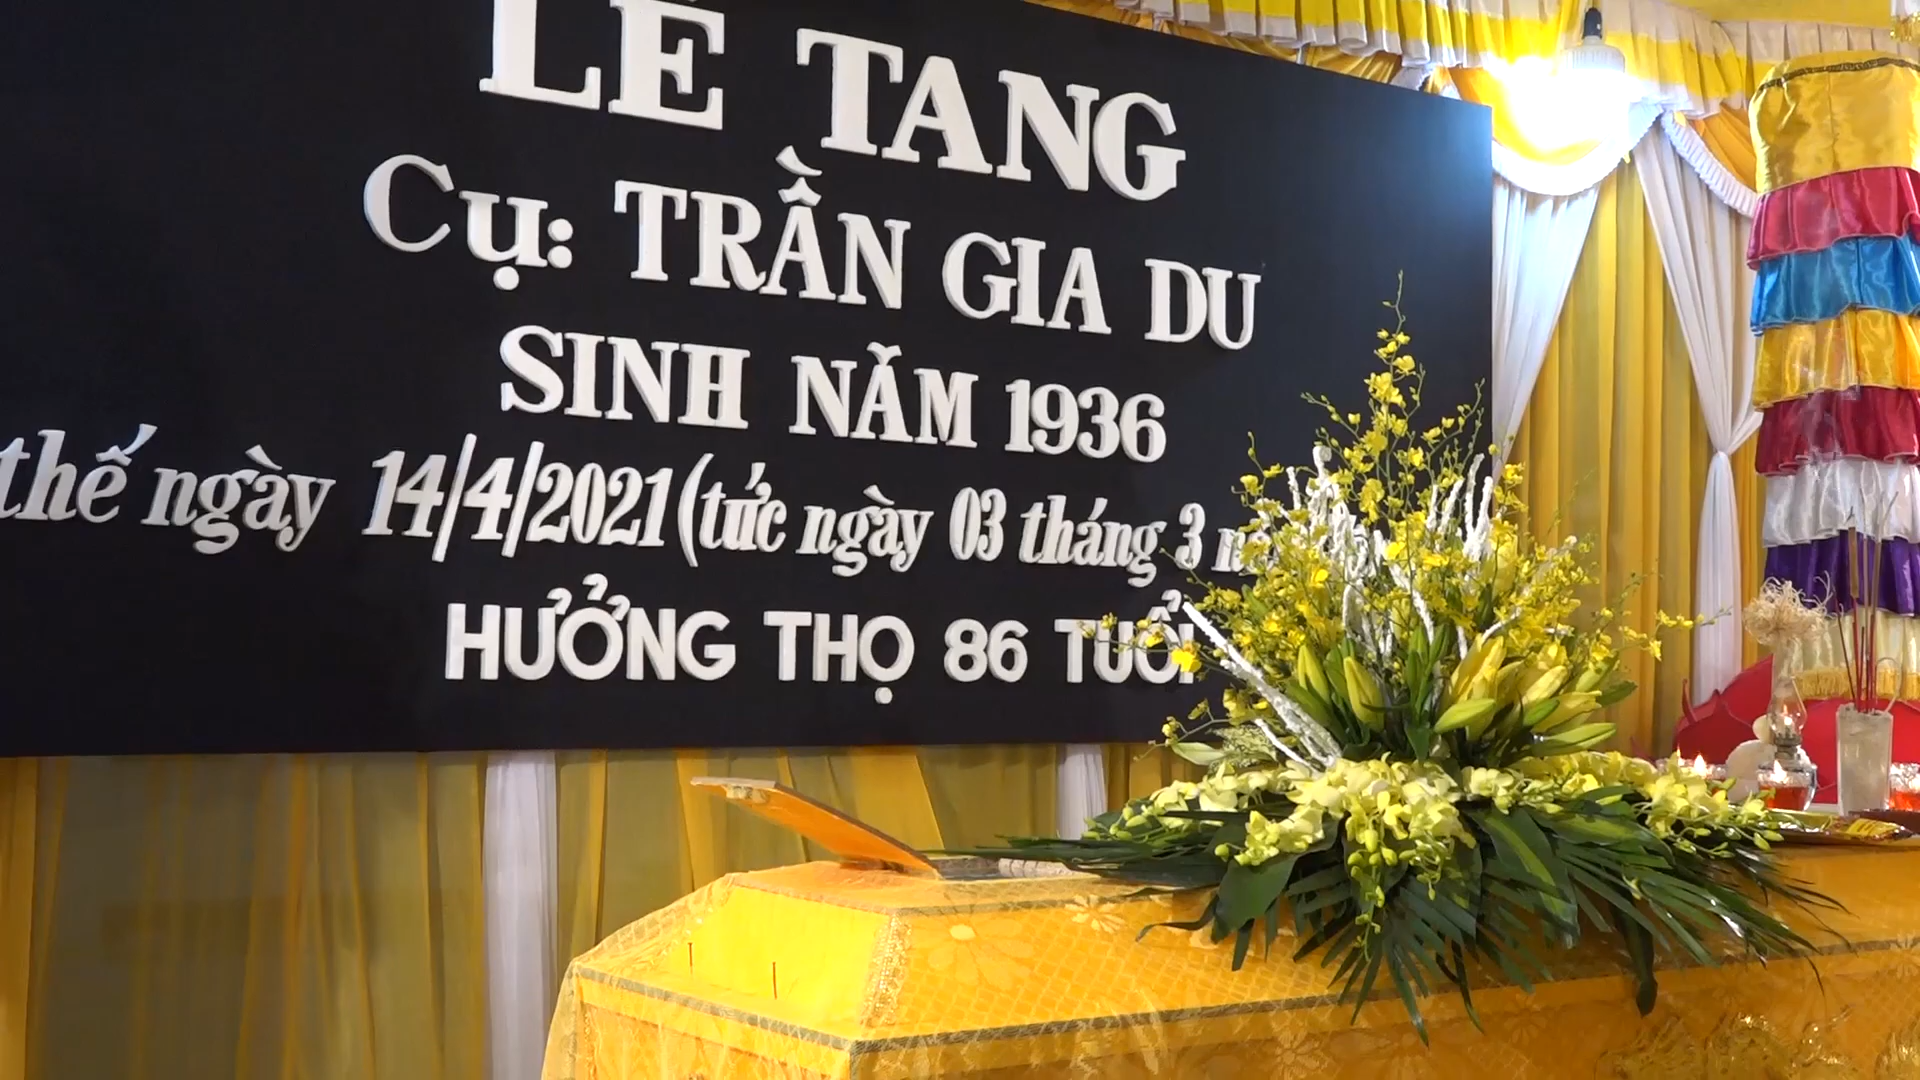 LỄ TANG
Cụ: TRẦN GIA DU
SINH NĂM 1936
thế ngày 14/4/2021 (tức ngày 03 tháng 3
HƯỞNG THỌ 86 TUỔI